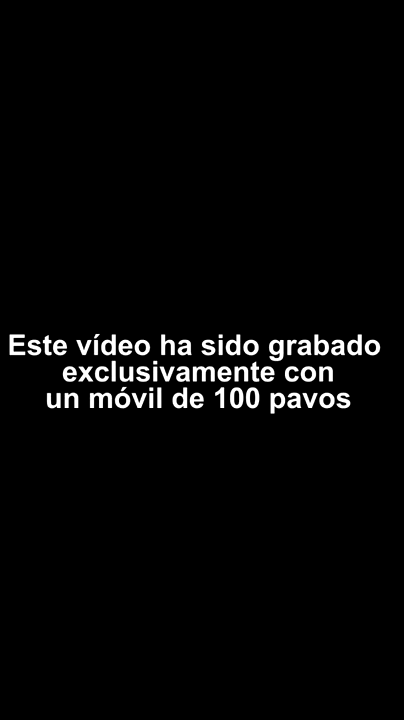 Este vídeo ha sido grabado
exclusivamente con
un móvil de 100 pavos